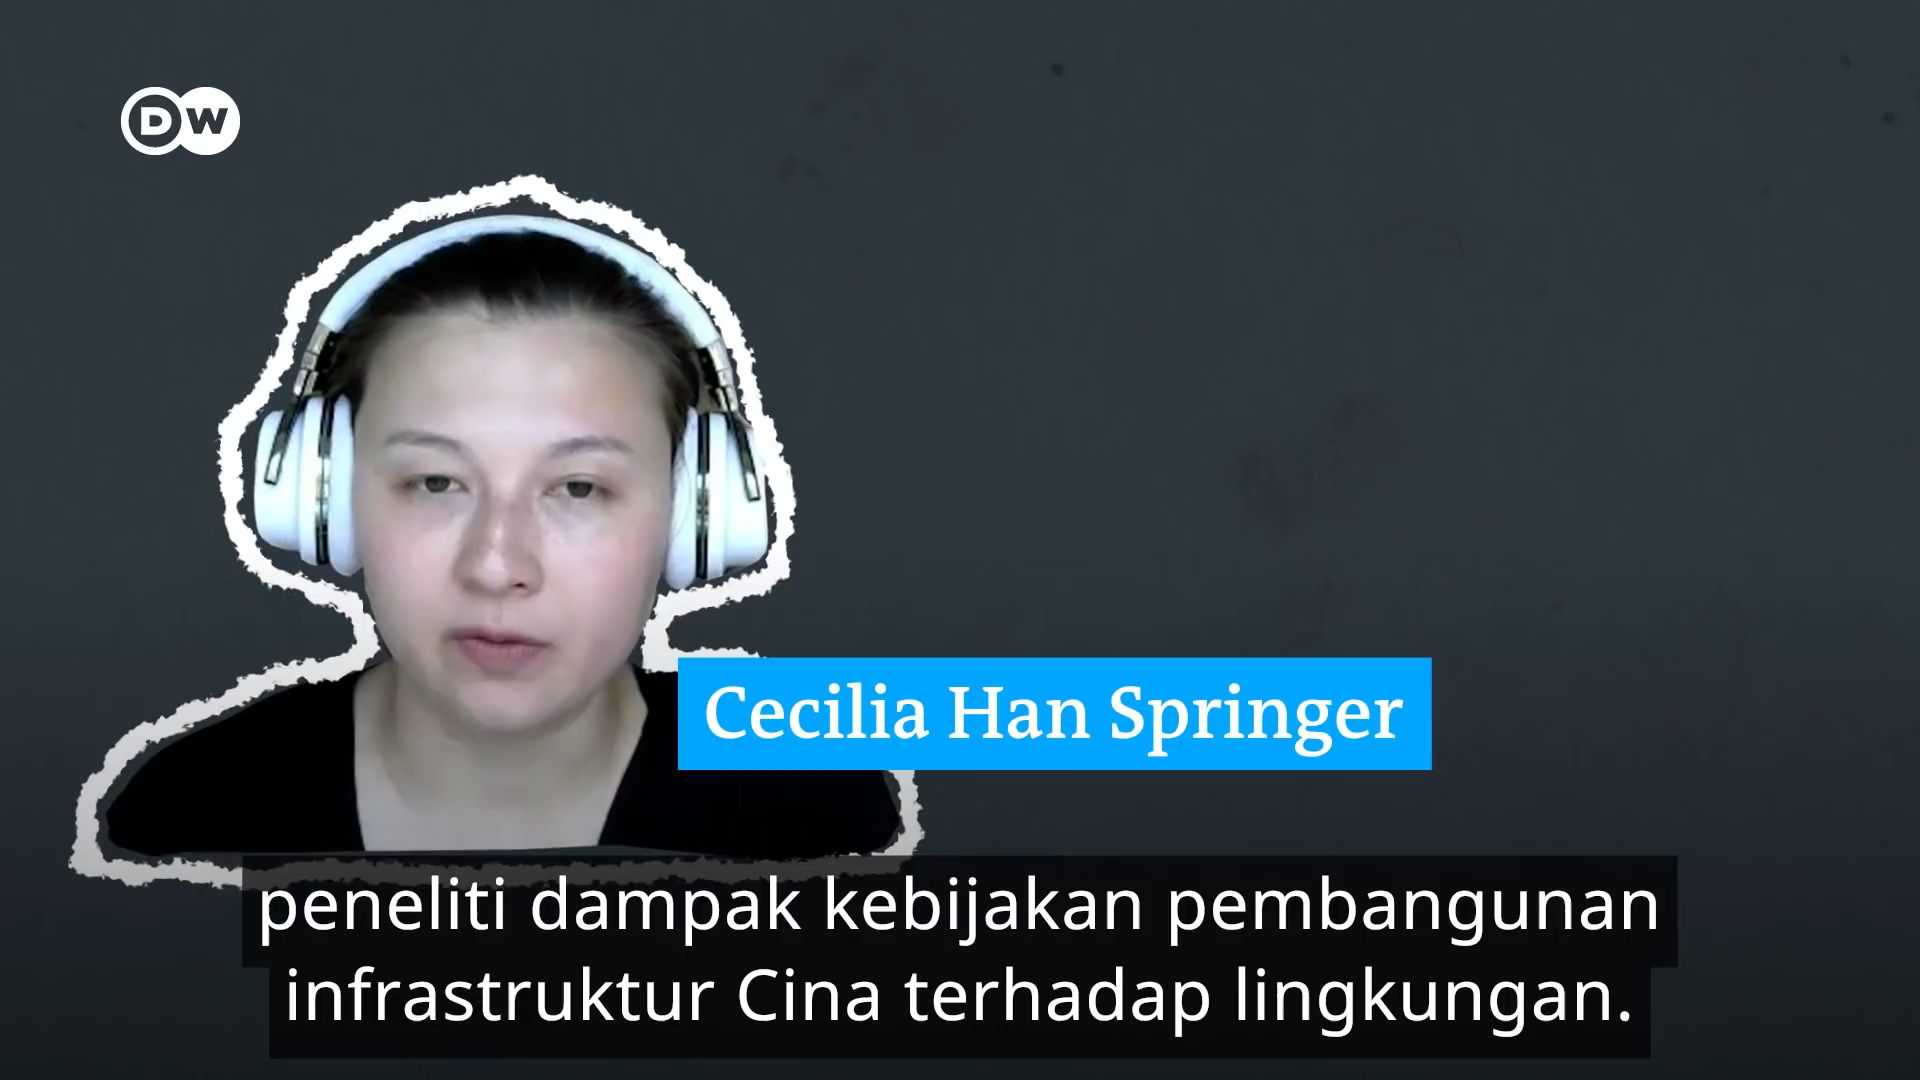 DW
Cecilia Han Springer
peneliti dampak kebijakan pembangunan
infrastruktur Cina terhadap lingkungan.